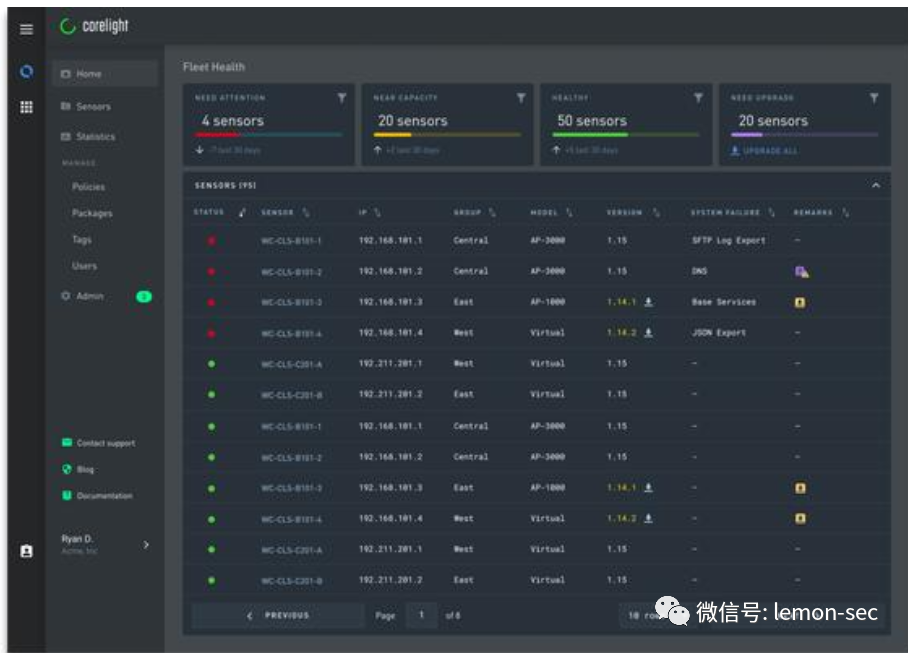 corelight
Home
Sensors
Statistics
MANAGE
Policies
Packages
Tags
Users
Admin
Contact support
Blog
Documentation
Ryan D.
Acme, Inc
Fleet Health
NEED ATTENTION
4 sensors
last 30 days
NEAR CAPACITY
20 sensors
+2 last 30 days
HEALTHY
50 sensors
+5 last 30 days
NEED UPGRADE
20 sensors
UPGRADE ALL
SENSORS (95)
STATUS SENSOR IP GROUP MODEL VERSION SYSTEM FAILURE REMARKS
WC-CLS-B101-1 192.168.101.1 Central AP-3000 1.15 SFTP Log Export –
WC-CLS-B101-2 192.168.101.2 Central AP-3000 1.15 DNS
WC-CLS-B101-3 192.168.101.3 East AP-1000 1.14.1 Base Services
WC-CLS-B101-4 192.168.101.4 West Virtual 1.14.2 JSON Export –
WC-CLS-C201-A 192.211.201.1 West Virtual 1.15 – –
WC-CLS-C201-B 192.211.201.2 East Virtual 1.15 – –
WC-CLS-B101-1 192.168.101.1 Central AP-3000 1.15 – –
WC-CLS-B101-2 192.168.101.2 Central AP-3000 1.15 – –
WC-CLS-B101-3 192.168.101.3 East AP-1000 1.14.1 –
WC-CLS-B101-4 192.168.101.4 West Virtual 1.14.2 –
WC-CLS-C201-A 192.211.201.1 West Virtual 1.15 – –
WC-CLS-C201-B 192.211.201.2 East Virtual 1.15 – –
PREVIOUS Page 1 of 8 10
微信号: lemon-sec